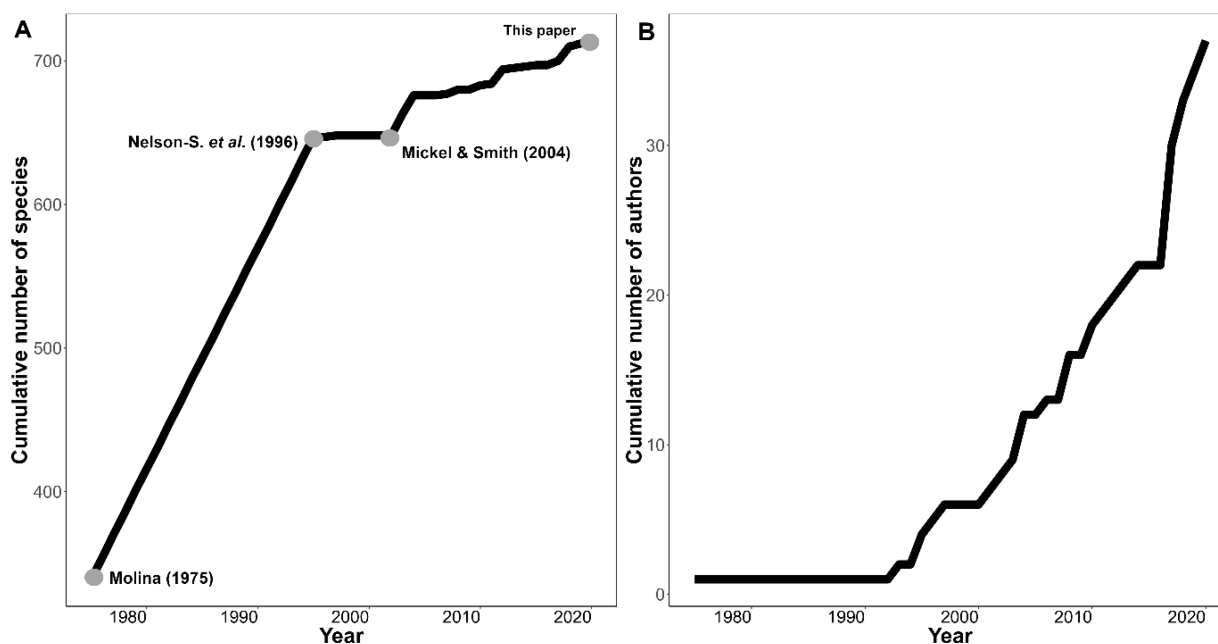 A
This paper
700
Nelson-S. et al. (1996)
Mickel & Smith (2004)
600
500
400
Molina (1975)
Cumulative number of species
1980
1990
2000
2010
2020
Year
B
30
20
10
0
Cumulative number of authors
1980
1990
2000
2010
2020
Year